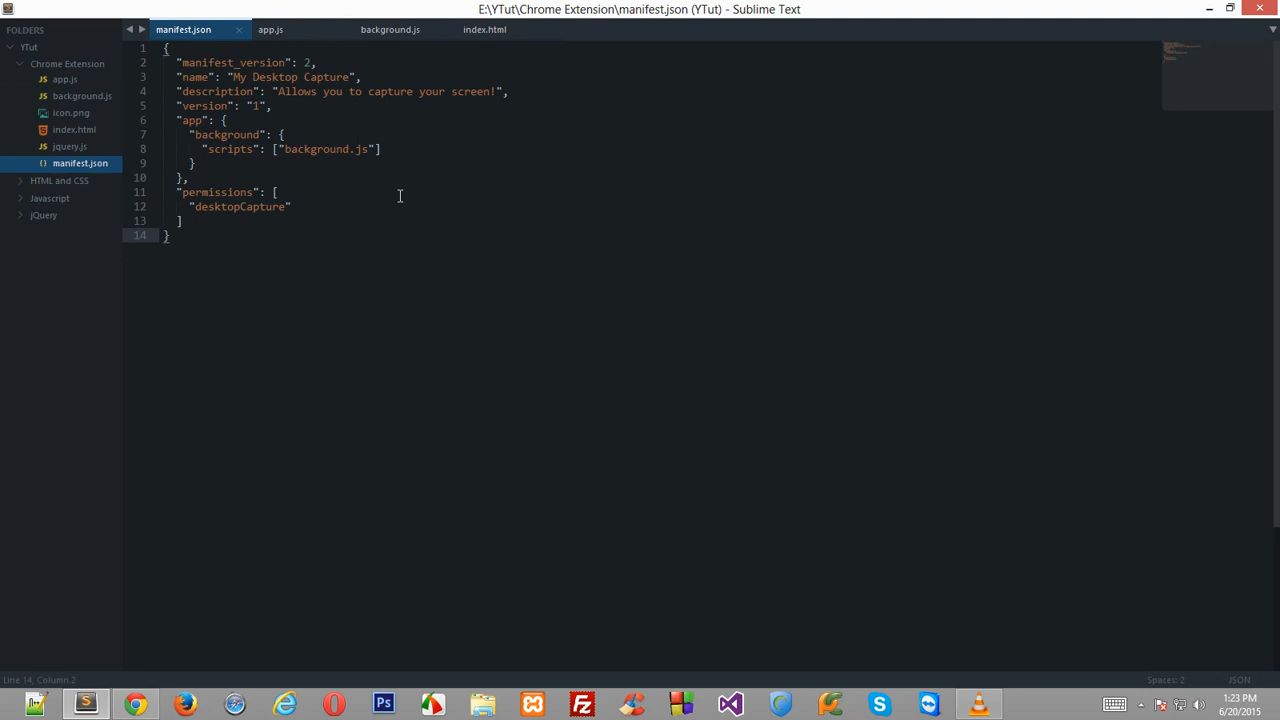 E:\YTut\Chrome Extension\manifest.json (YTut) - Sublime Text
FOLDERS
YTut
Chrome Extension
app.js
background.js
icon.png
index.html
jquery.js
manifest.json
HTML and CSS
Javascript
jQuery
manifest.json × app.js background.js index.html
1 {
2 "manifest_version": 2,
3 "name": "My Desktop Capture",
4 "description": "Allows you to capture your screen!",
5 "version": "1",
6 "app": {
7 "background": {
8 "scripts": ["background.js"]
9 }
10 },
11 "permissions": [
12 "desktopCapture"
13 ]
14 }
Line 14, Column 2
Spaces: 2
JSON
1:23 PM
6/20/2015